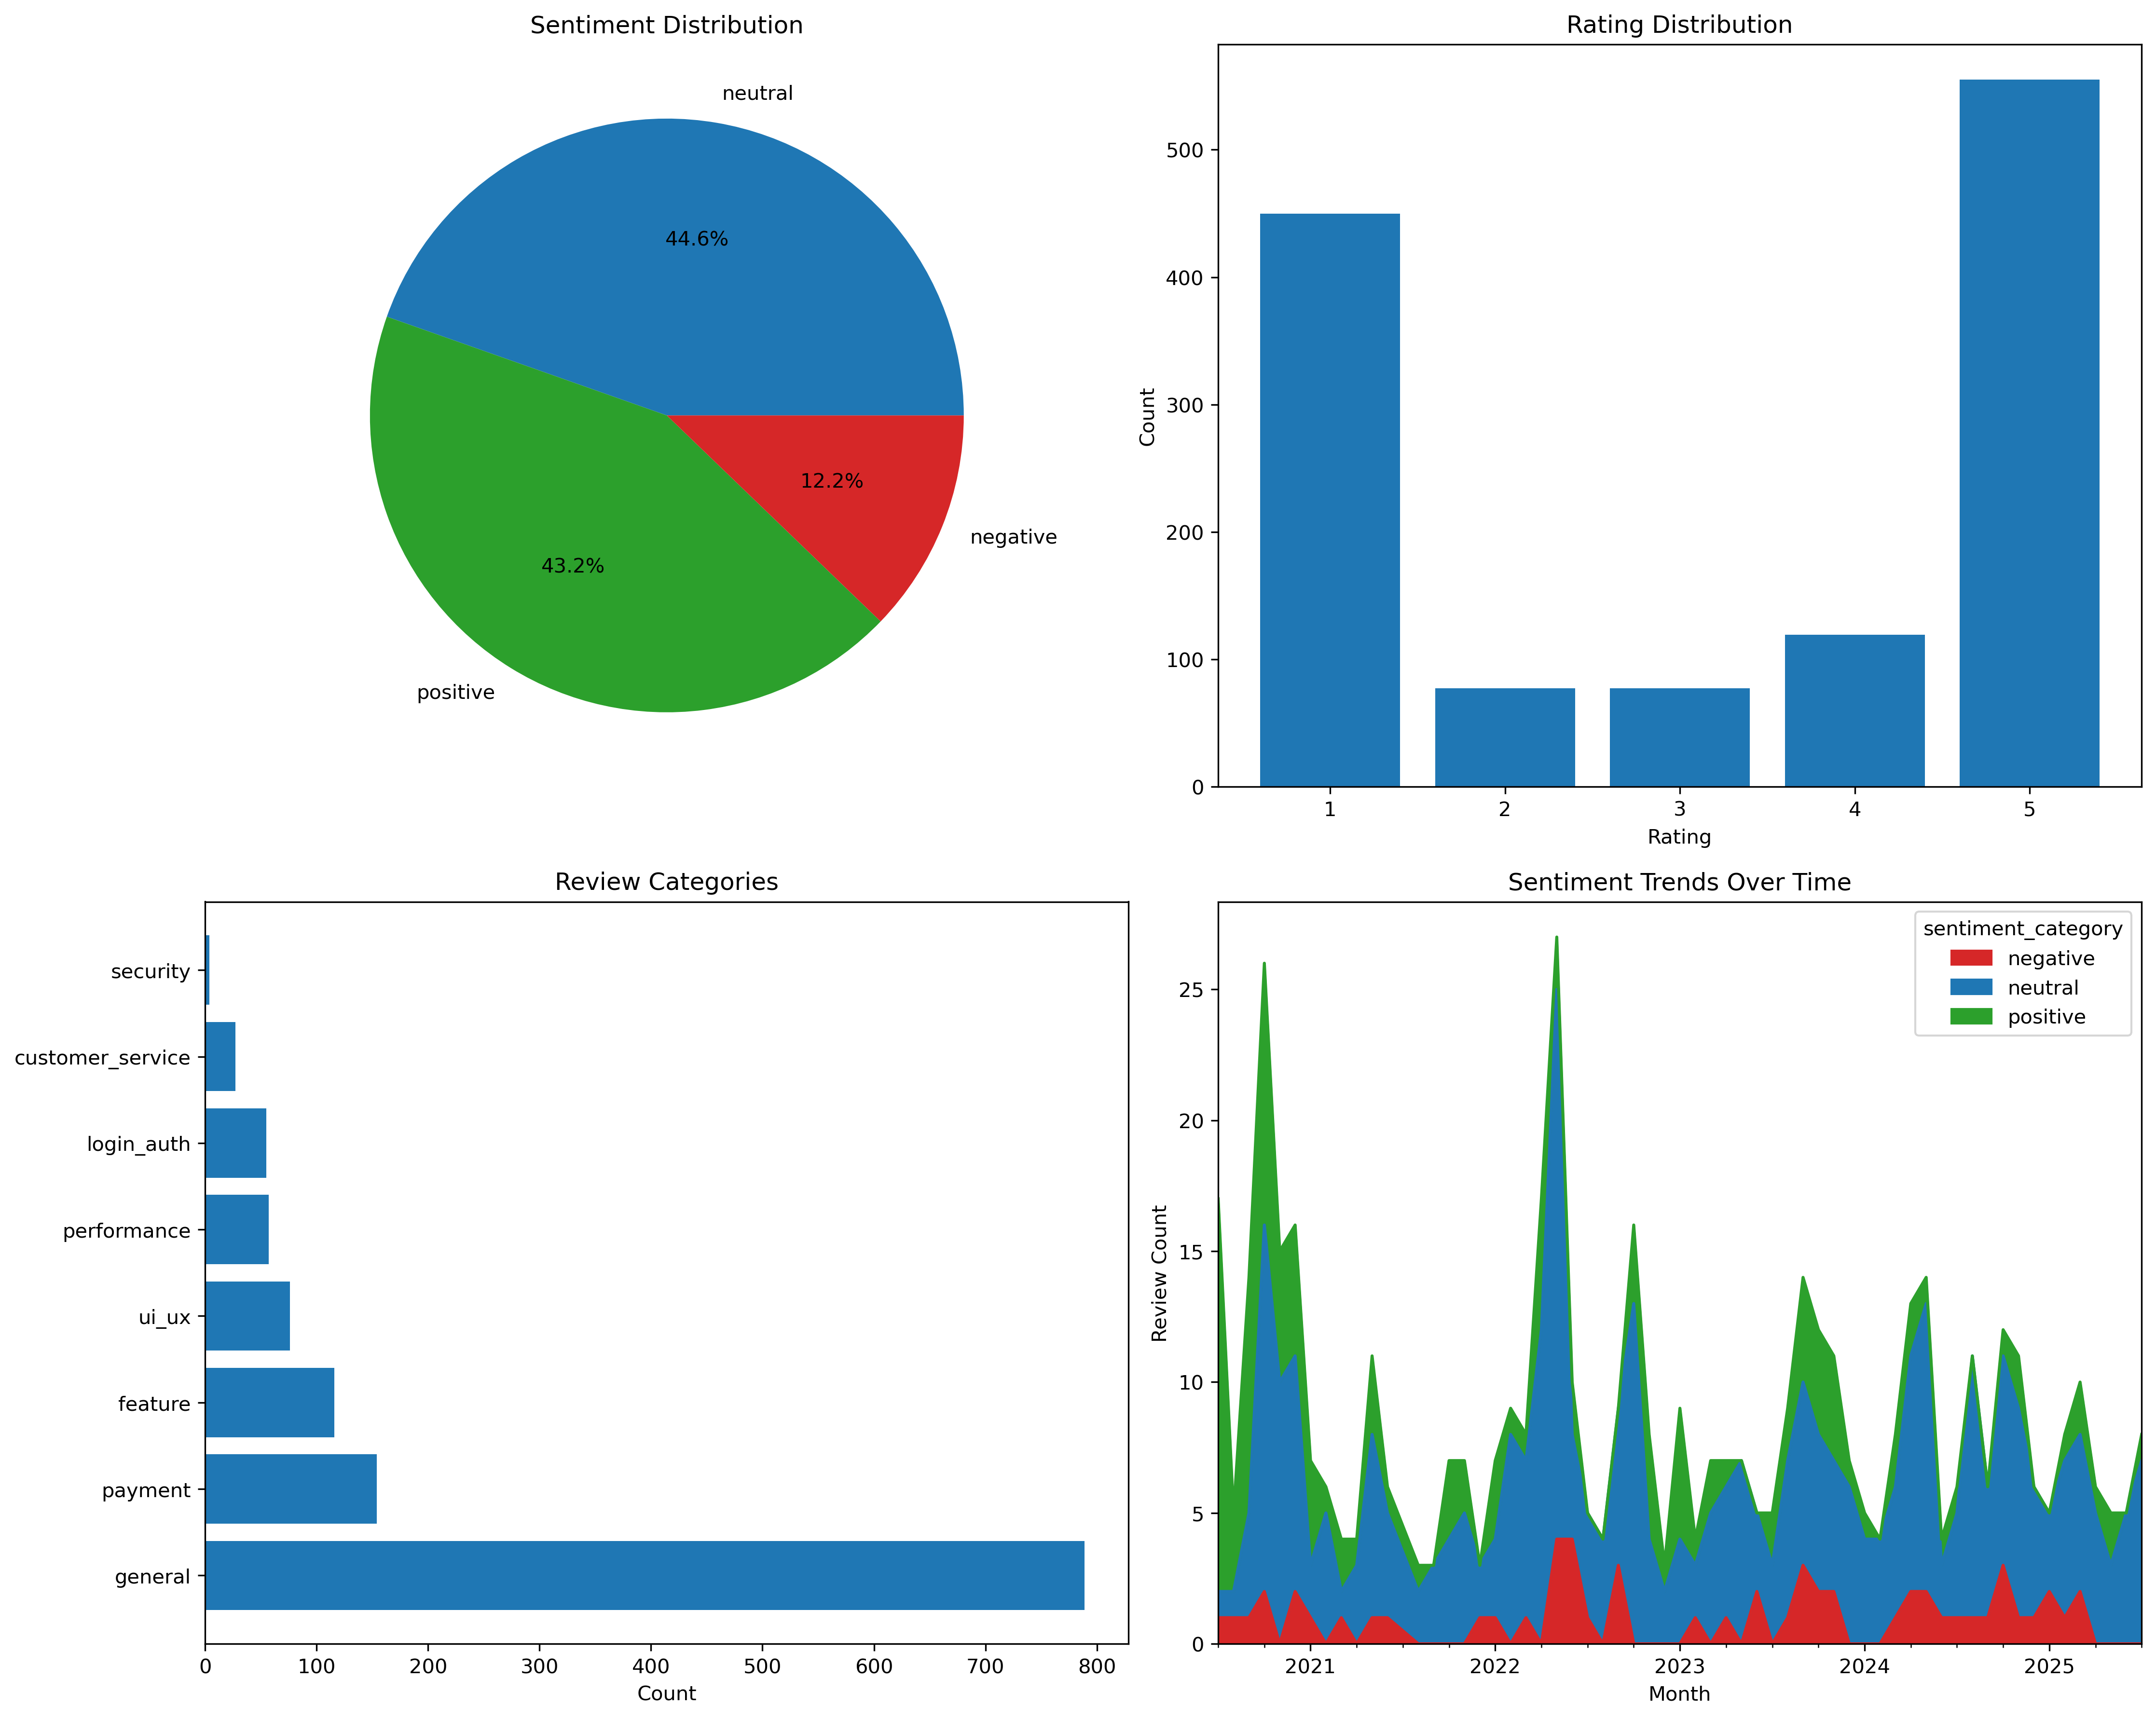 Sentiment Distribution
neutral
44.6%
12.2%
negative
43.2%
positive
Rating Distribution
500
400
300
200
100
0
Count
1 2 3 4 5
Rating
Review Categories
security
customer_service
login_auth
performance
ui_ux
feature
payment
general
0 100 200 300 400 500 600 700 800
Count
Sentiment Trends Over Time
sentiment_category
negative
neutral
positive
25
20
15
10
5
0
Review Count
2021 2022 2023 2024 2025
Month